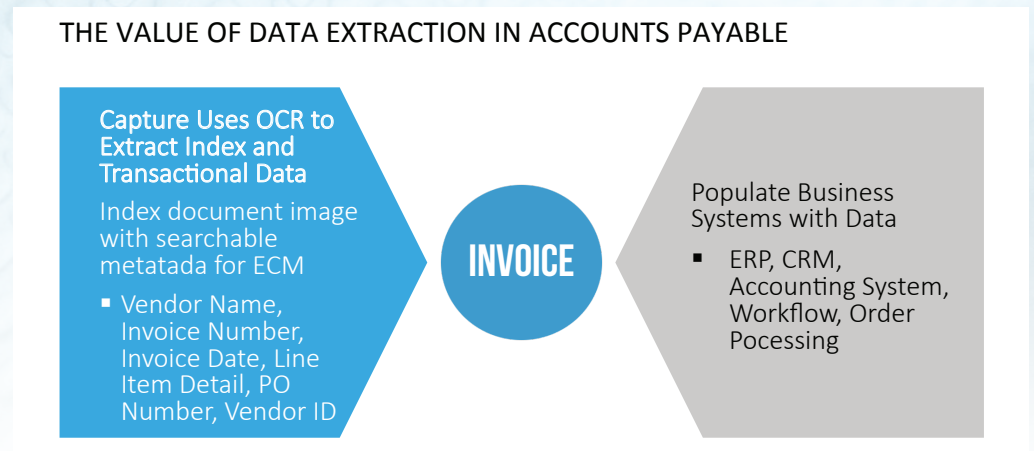 THE VALUE OF DATA EXTRACTION IN ACCOUNTS PAYABLE
Capture Uses OCR to
Extract Index and
Transactional Data
Index document image
with searchable
metatada for ECM
▪ Vendor Name,
Invoice Number,
Invoice Date, Line
Item Detail, PO
Number, Vendor ID
INVOICE
Populate Business
Systems with Data
▪ ERP, CRM,
Accounting System,
Workflow, Order
Pocessing